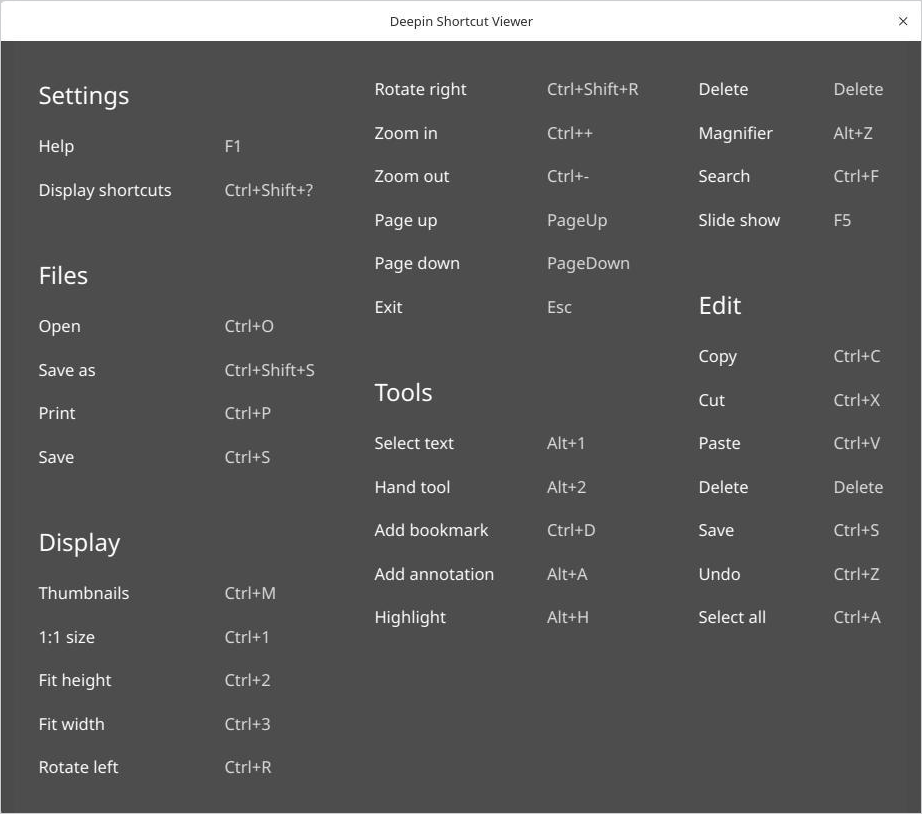 Deepin Shortcut Viewer
Settings
Help F1
Display shortcuts Ctrl+Shift+?
Files
Open Ctrl+O
Save as Ctrl+Shift+S
Print Ctrl+P
Save Ctrl+S
Display
Thumbnails Ctrl+M
1:1 size Ctrl+1
Fit height Ctrl+2
Fit width Ctrl+3
Rotate left Ctrl+R
Rotate right Ctrl+Shift+R
Zoom in Ctrl++
Zoom out Ctrl+-
Page up PageUp
Page down PageDown
Exit Esc
Tools
Select text Alt+1
Hand tool Alt+2
Add bookmark Ctrl+D
Add annotation Alt+A
Highlight Alt+H
Delete Delete
Magnifier Alt+Z
Search Ctrl+F
Slide show F5
Edit
Copy Ctrl+C
Cut Ctrl+X
Paste Ctrl+V
Delete Delete
Save Ctrl+S
Undo Ctrl+Z
Select all Ctrl+A